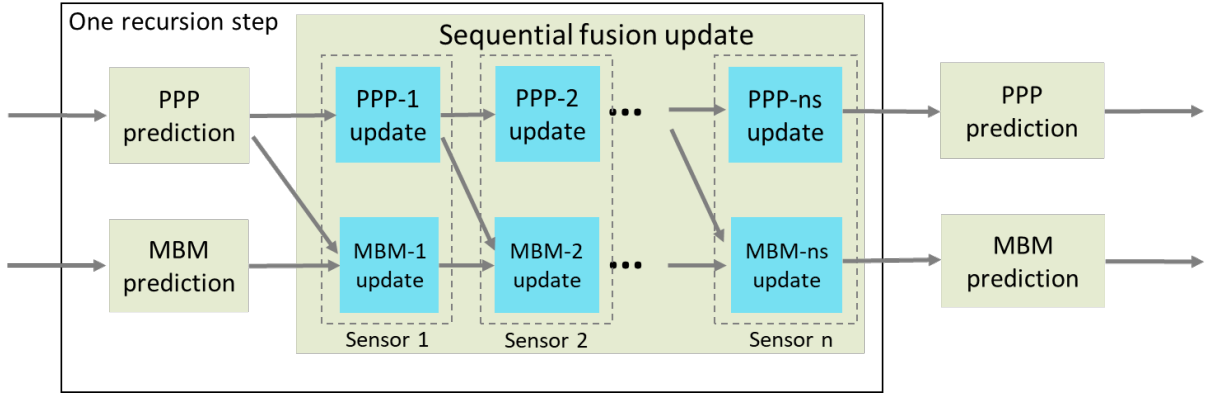 One recursion step
Sequential fusion update
PPP
prediction
PPP-1
update
PPP-2
update
...
PPP-ns
update
PPP
prediction
MBM
prediction
MBM-1
update
MBM-2
update
...
MBM-ns
update
MBM
prediction
Sensor 1
Sensor 2
Sensor n